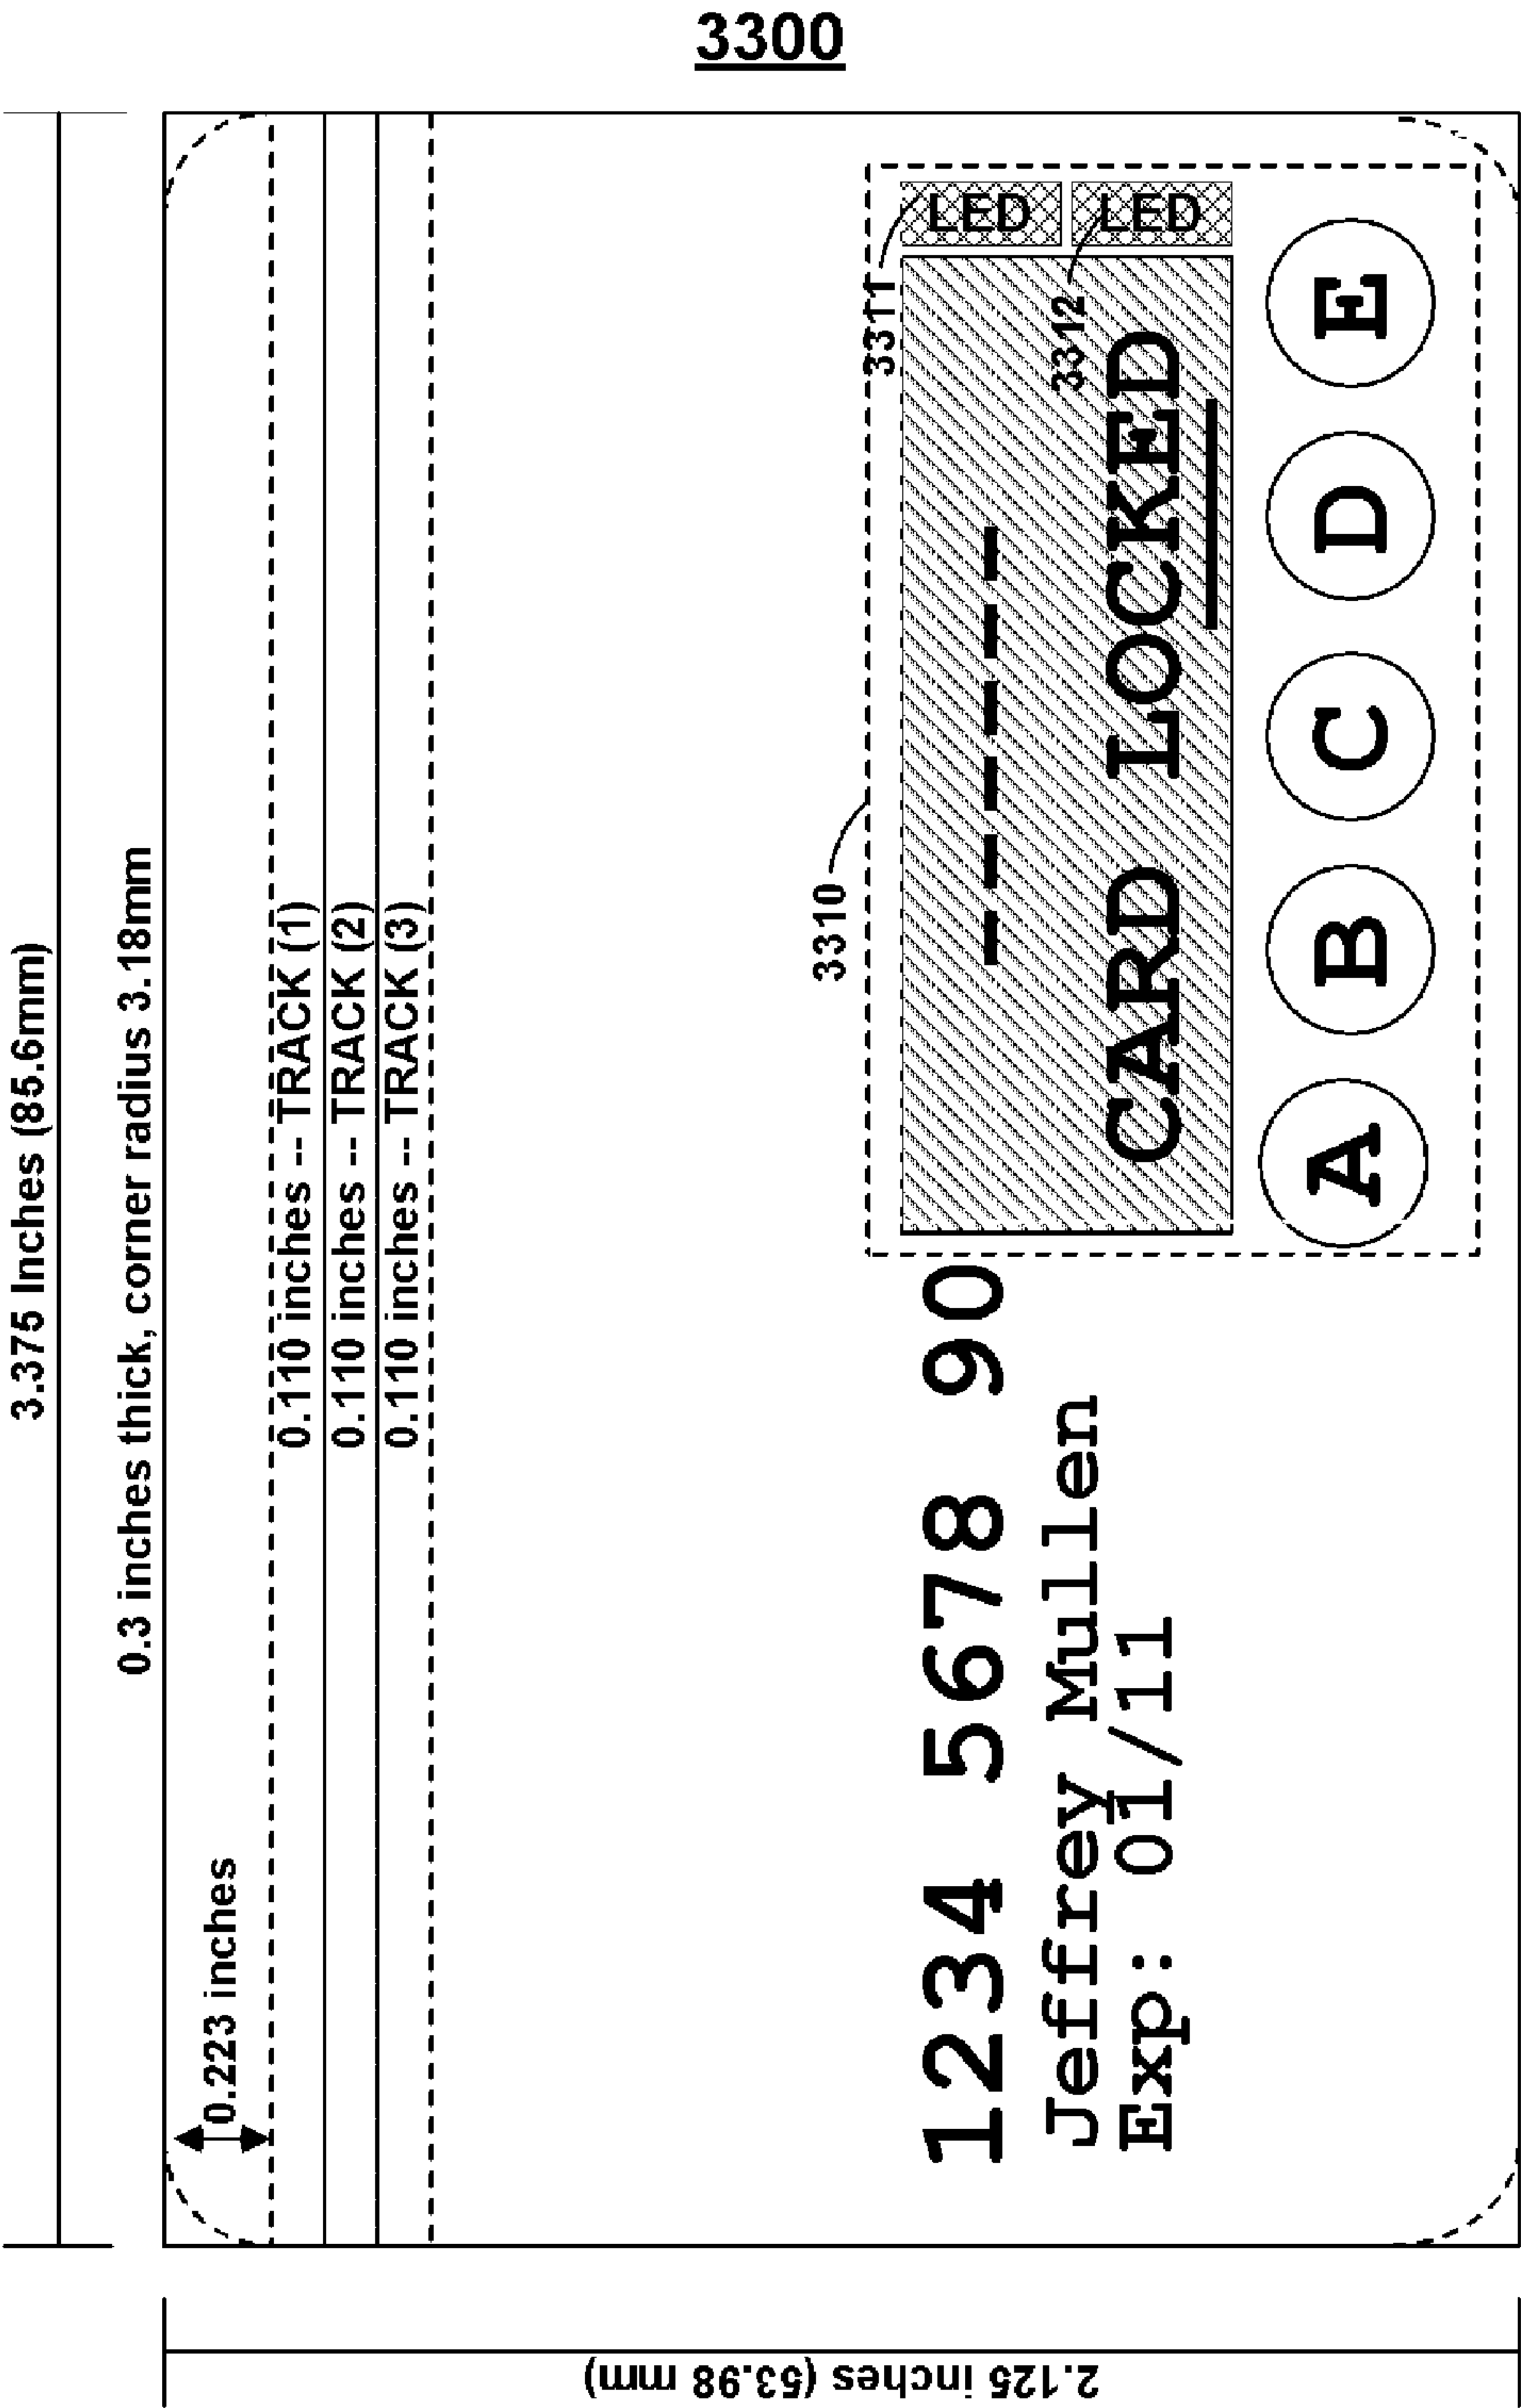 3300
3.375 Inches (85.6mm)
0.3 inches thick, corner radius 3.18mm
0.223 inches
0.110 inches -- TRACK (1)
0.110 inches -- TRACK (2)
0.110 inches -- TRACK (3)
2.125 inches (53.98 mm)
3310
3311
LED
3312
LED
------
CARD LOCKED
1234 5678 90
Jeffrey Mullen
Exp: 01/11
A B C D E